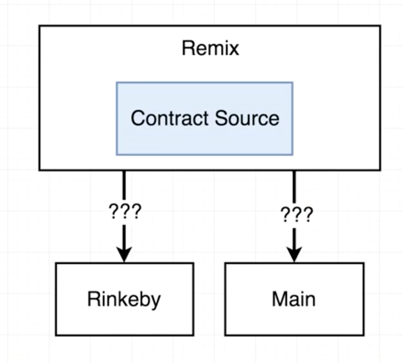 Remix
Contract Source
???
???
Rinkeby
Main